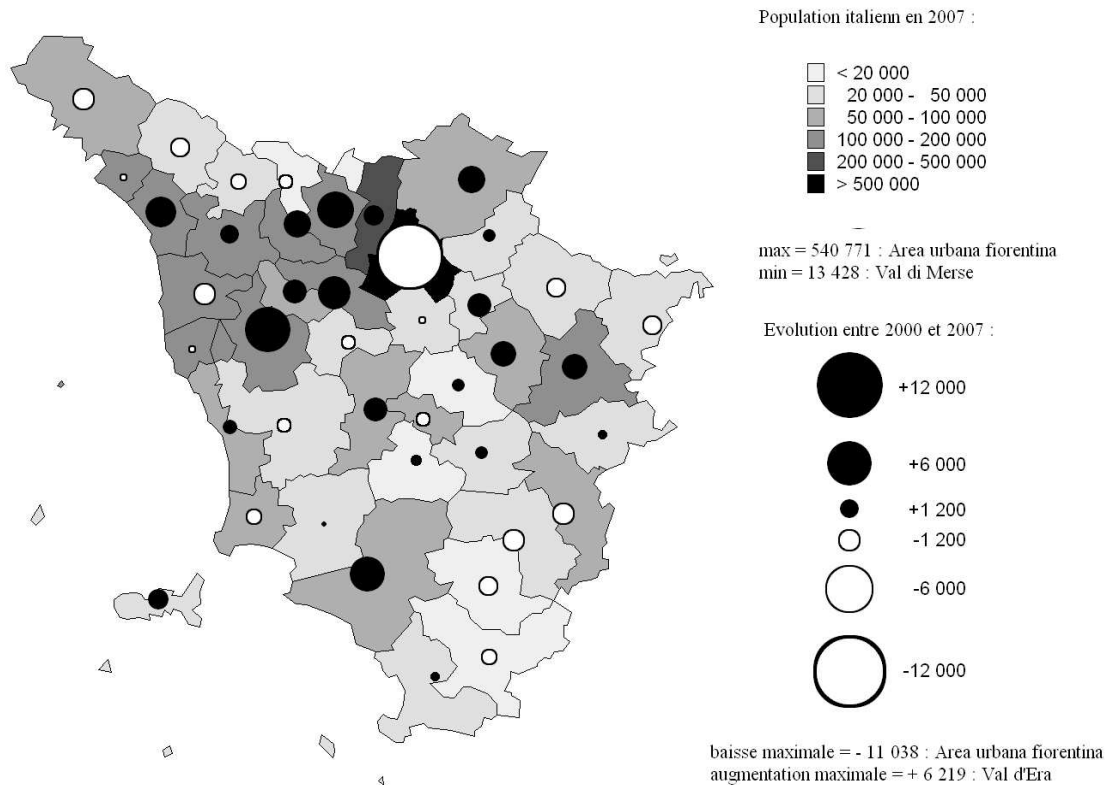 Population italienn en 2007 :
< 20 000
20 000 - 50 000
50 000 - 100 000
100 000 - 200 000
200 000 - 500 000
> 500 000
max = 540 771 : Area urbana fiorentina
min = 13 428 : Val di Merse
Evolution entre 2000 et 2007 :
+12 000
+6 000
+1 200
-1 200
-6 000
-12 000
baisse maximale = - 11 038 : Area urbana fiorentina
augmentation maximale = + 6 219 : Val d'Era